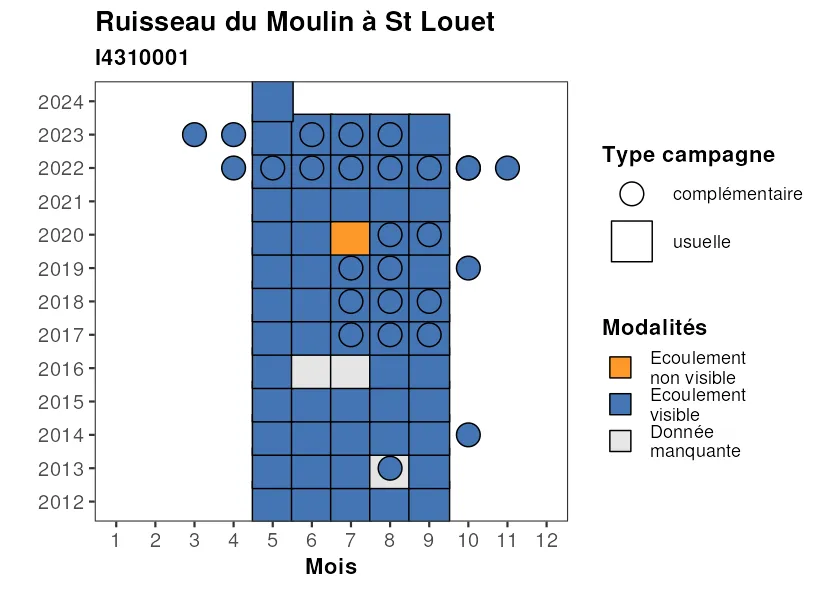 Ruisseau du Moulin à St Louet
I4310001
2024
2023
2022
2021
2020
2019
2018
2017
2016
2015
2014
2013
2012
1 2 3 4 5 6 7 8 9 10 11 12
Mois
Type campagne
complémentaire
usuelle
Modalités
Ecoulement
non visible
Ecoulement
visible
Donnée
manquante